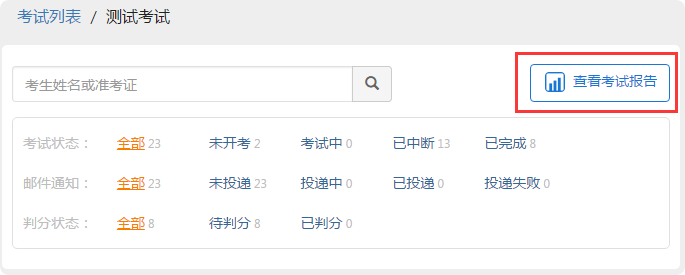 考试列表 / 测试考试
考生姓名或准考证 查看考试报告
考试状态： 全部 23 未开考 2 考试中 0 已中断 13 已完成 8
邮件通知： 全部 23 未投递 23 投递中 0 已投递 0 投递失败 0
判分状态： 全部 8 待判分 8 已判分 0